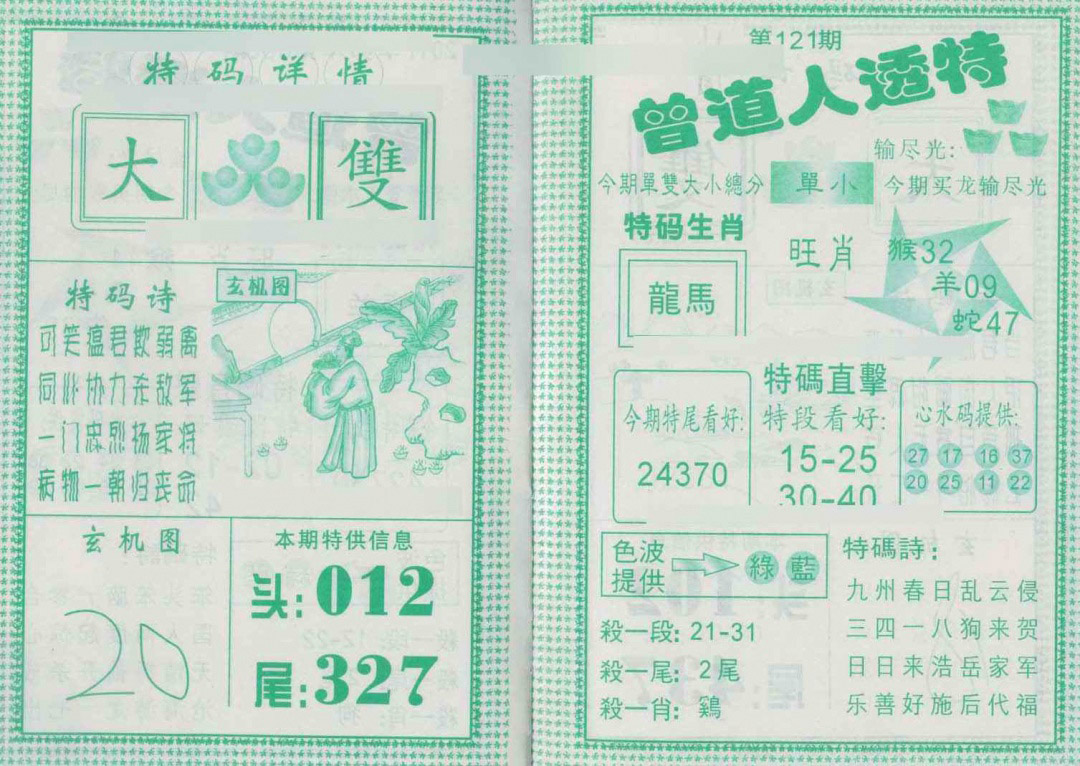 特码详情
大
雙
特码诗
可笑瘟君欺弱禽
同州协力杀敌军
一门忠烈扬家将
病物一朝归丧命
玄机图
玄机图
20
本期特供信息
头:012
尾:327
第121期
曾道人透特
输尽光:
今期單雙大小總分
單小
今期买龙输尽光
特码生肖
龍馬
旺肖
猴32
羊09
蛇47
今期特尾看好:
24370
特碼直擊
特段看好:
15-25
30-40
心水码提供:
27 17 16 37
20 25 11 22
色波
提供
綠 藍
殺一段: 21-31
殺一尾: 2尾
殺一肖: 鷄
特碼詩:
九州春日乱云侵
三四一八狗来贺
日日来浩岳家军
乐善好施后代福